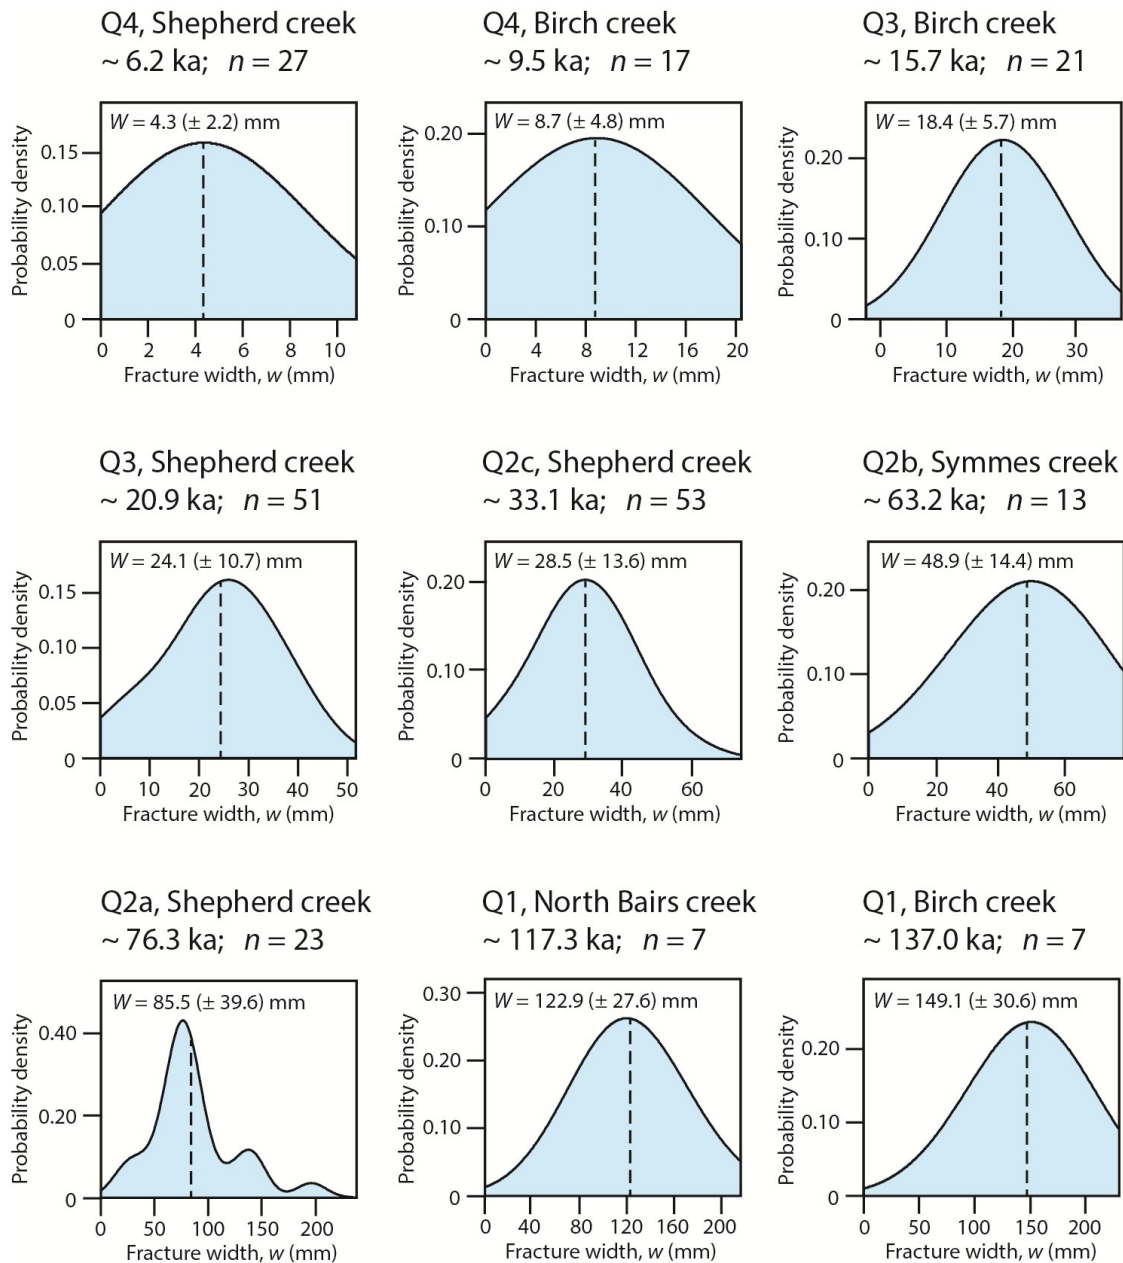 Q4, Shepherd creek
~ 6.2 ka; n = 27
W = 4.3 (± 2.2) mm
Probability density
0.15
0.10
0.05
0
0 2 4 6 8 10
Fracture width, w (mm)
Q4, Birch creek
~ 9.5 ka; n = 17
W = 8.7 (± 4.8) mm
Probability density
0.20
0.10
0
0 4 8 12 16 20
Fracture width, w (mm)
Q3, Birch creek
~ 15.7 ka; n = 21
W = 18.4 (± 5.7) mm
Probability density
0.20
0.10
0
0 10 20 30
Fracture width, w (mm)
Q3, Shepherd creek
~ 20.9 ka; n = 51
W = 24.1 (± 10.7) mm
Probability density
0.15
0.10
0.05
0
0 10 20 30 40 50
Fracture width, w (mm)
Q2c, Shepherd creek
~ 33.1 ka; n = 53
W = 28.5 (± 13.6) mm
Probability density
0.20
0.10
0
0 20 40 60
Fracture width, w (mm)
Q2b, Symmes creek
~ 63.2 ka; n = 13
W = 48.9 (± 14.4) mm
Probability density
0.20
0.10
0
0 20 40 60
Fracture width, w (mm)
Q2a, Shepherd creek
~ 76.3 ka; n = 23
W = 85.5 (± 39.6) mm
Probability density
0.40
0.20
0
0 50 100 150 200
Fracture width, w (mm)
Q1, North Bairs creek
~ 117.3 ka; n = 7
W = 122.9 (± 27.6) mm
Probability density
0.30
0.20
0.10
0
0 40 80 120 160 200
Fracture width, w (mm)
Q1, Birch creek
~ 137.0 ka; n = 7
W = 149.1 (± 30.6) mm
Probability density
0.20
0.10
0
0 50 100 150 200
Fracture width, w (mm)